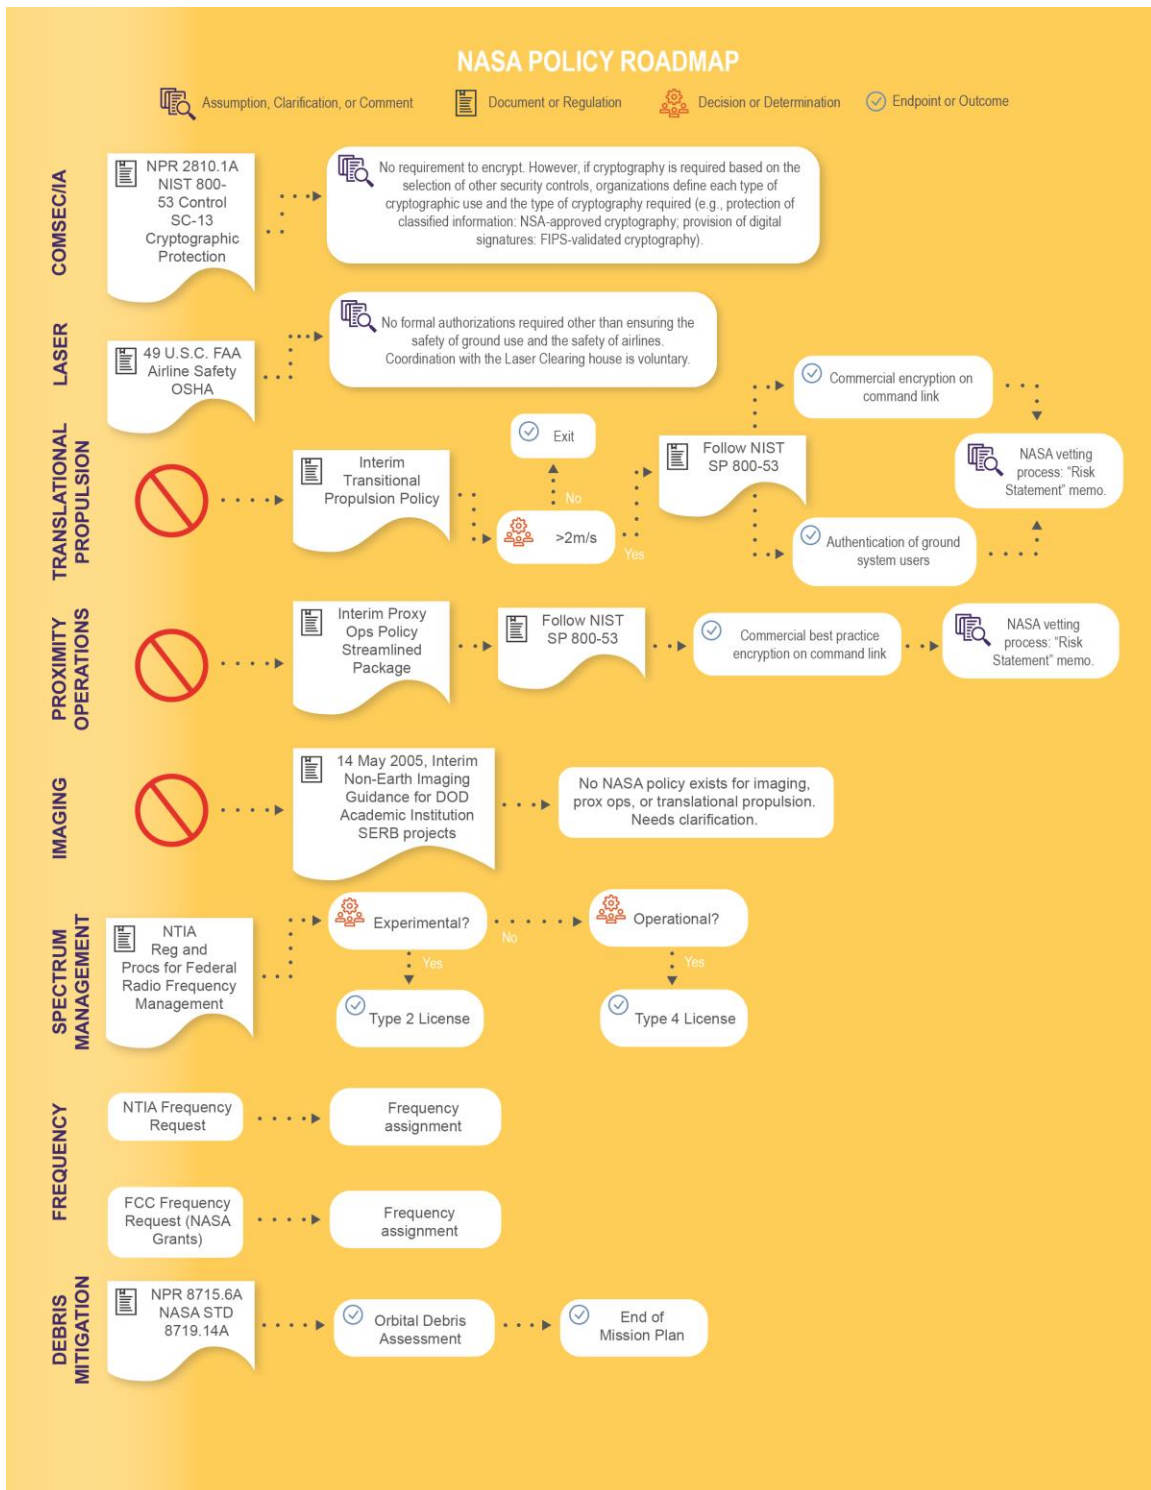 NASA POLICY ROADMAP
Assumption, Clarification, or Comment
Document or Regulation
Decision or Determination
Endpoint or Outcome
COMSEC/IA
NPR 2810.1A
NIST 800-
53 Control
SC-13
Cryptographic
Protection
No requirement to encrypt. However, if cryptography is required based on the
selection of other security controls, organizations define each type of
cryptographic use and the type of cryptography required (e.g., protection of
classified information: NSA-approved cryptography; provision of digital
signatures: FIPS-validated cryptography).
LASER
49 U.S.C. FAA
Airline Safety
OSHA
No formal authorizations required other than ensuring the
safety of ground use and the safety of airlines.
Coordination with the Laser Clearing house is voluntary.
TRANSLATIONAL
PROPULSION
Interim
Transitional
Propulsion Policy
>2m/s
No
Exit
Yes
Follow NIST
SP 800-53
Commercial encryption on
command link
Authentication of ground
system users
NASA vetting
process: “Risk
Statement” memo.
PROXIMITY
OPERATIONS
Interim Proxy
Ops Policy
Streamlined
Package
Follow NIST
SP 800-53
Commercial best practice
encryption on command link
NASA vetting
process: “Risk
Statement” memo.
IMAGING
14 May 2005, Interim
Non-Earth Imaging
Guidance for DOD
Academic Institution
SERB projects
No NASA policy exists for imaging,
prox ops, or translational propulsion.
Needs clarification.
SPECTRUM
MANAGEMENT
NTIA
Reg and
Procs for Federal
Radio Frequency
Management
Experimental?
No
Operational?
Yes
Yes
Type 2 License
Type 4 License
FREQUENCY
NTIA Frequency
Request
Frequency
assignment
FCC Frequency
Request (NASA
Grants)
Frequency
assignment
DEBRIS
MITIGATION
NPR 8715.6A
NASA STD
8719.14A
Orbital Debris
Assessment
End of
Mission Plan